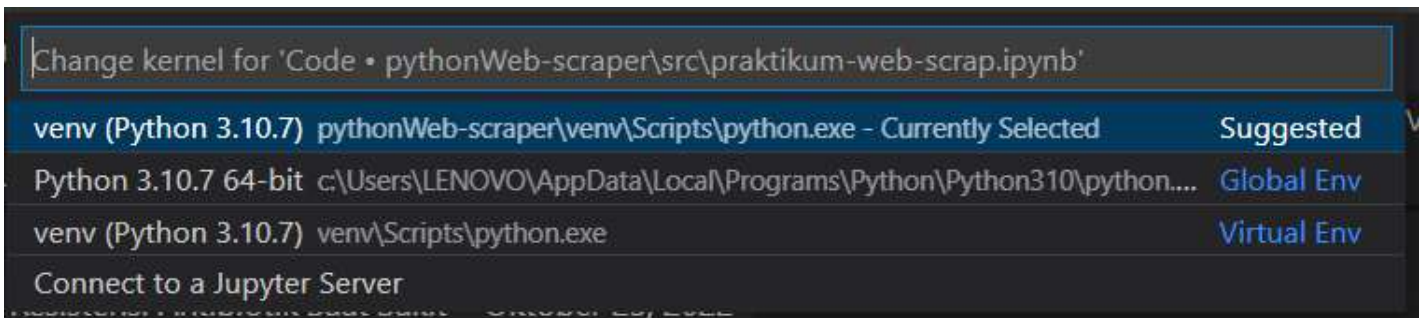 Change kernel for 'Code • pythonWeb-scraper\src\praktikum-web-scrap.ipynb'
venv (Python 3.10.7) pythonWeb-scraper\venv\Scripts\python.exe - Currently Selected Suggested
Python 3.10.7 64-bit c:\Users\LENOVO\AppData\Local\Programs\Python\Python310\python.... Global Env
venv (Python 3.10.7) venv\Scripts\python.exe Virtual Env
Connect to a Jupyter Server